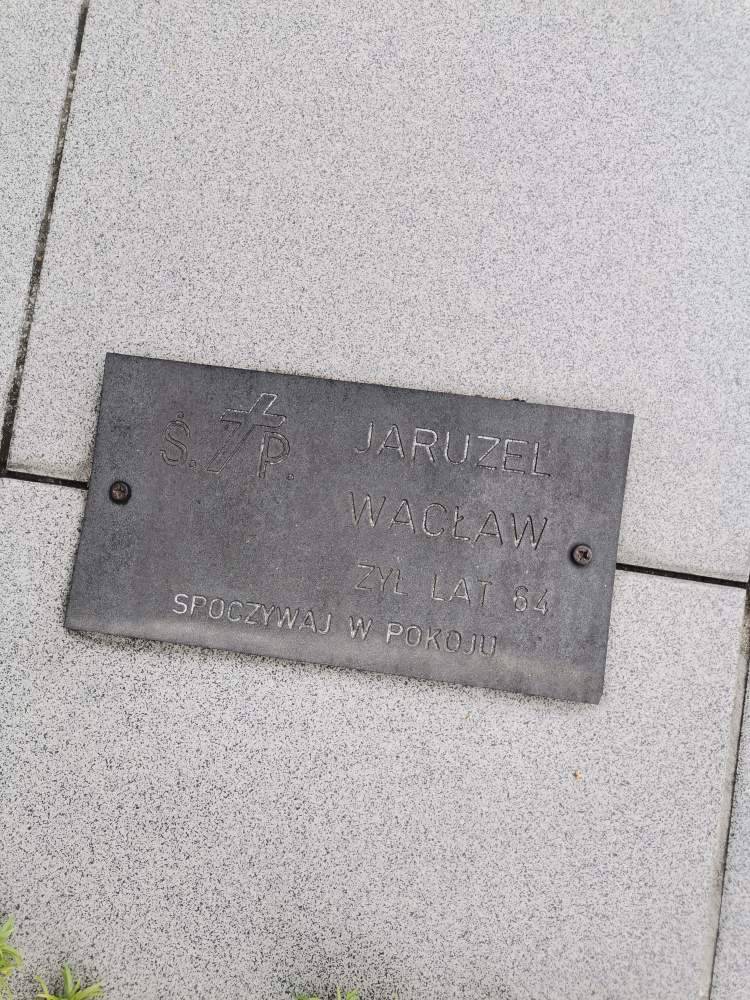 Ś. P.
JARUZEL
WACŁAW
ŻYŁ LAT 64
SPOCZYWAJ W POKOJU